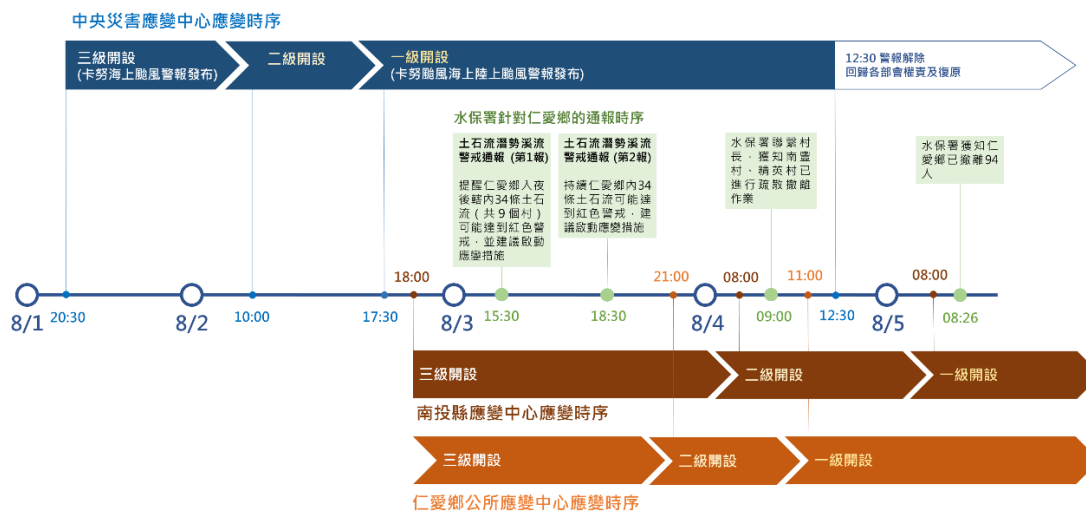 中央災害應變中心應變時序
三級開設
(卡努海上颱風警報發布)
二級開設
一級開設
(卡努颱風海上陸上颱風警報發布)
12:30 警報解除
回歸各部會權責及復原
水保署針對仁愛鄉的通報時序
土石流潛勢溪流
警戒通報 (第1報)
提醒仁愛鄉入夜
後轄內34條土石
流(共9個村)
可能達到紅色警
戒，並建議啟動
應變措施
土石流潛勢溪流
警戒通報 (第2報)
持續仁愛鄉內34
條土石流可能達
到紅色警戒，建
議啟動應變措施
水保署聯繫村
長，獲知南豐
村、精英村已
進行疏散撤離
作業
水保署獲知仁
愛鄉已撤離94
人
18:00
21:00
08:00
11:00
08:00
8/1
20:30
8/2
10:00
17:30
8/3
15:30
18:30
8/4
09:00
12:30
8/5
08:26
三級開設
二級開設
一級開設
南投縣應變中心應變時序
三級開設
二級開設
一級開設
仁愛鄉公所應變中心應變時序